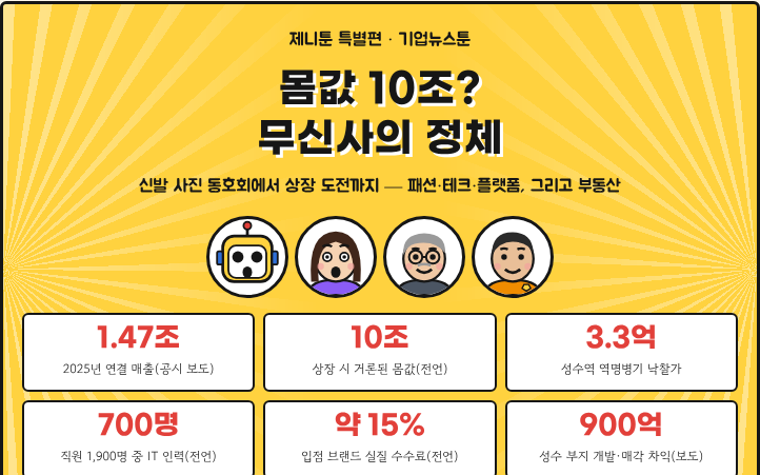 제니툰 특별편 · 기업뉴스툰
몸값 10조?
무신사의 정체
신발 사진 동호회에서 상장 도전까지 — 패션·테크·플랫폼, 그리고 부동산
1.47조
2025년 연결 매출(공시 보도)
10조
상장 시 거론된 몸값(전언)
3.3억
성수역 역명병기 낙찰가
700명
직원 1,900명 중 IT 인력(전언)
약 15%
입점 브랜드 실질 수수료(전언)
900억
성수 부지 개발·매각 차익(보도)